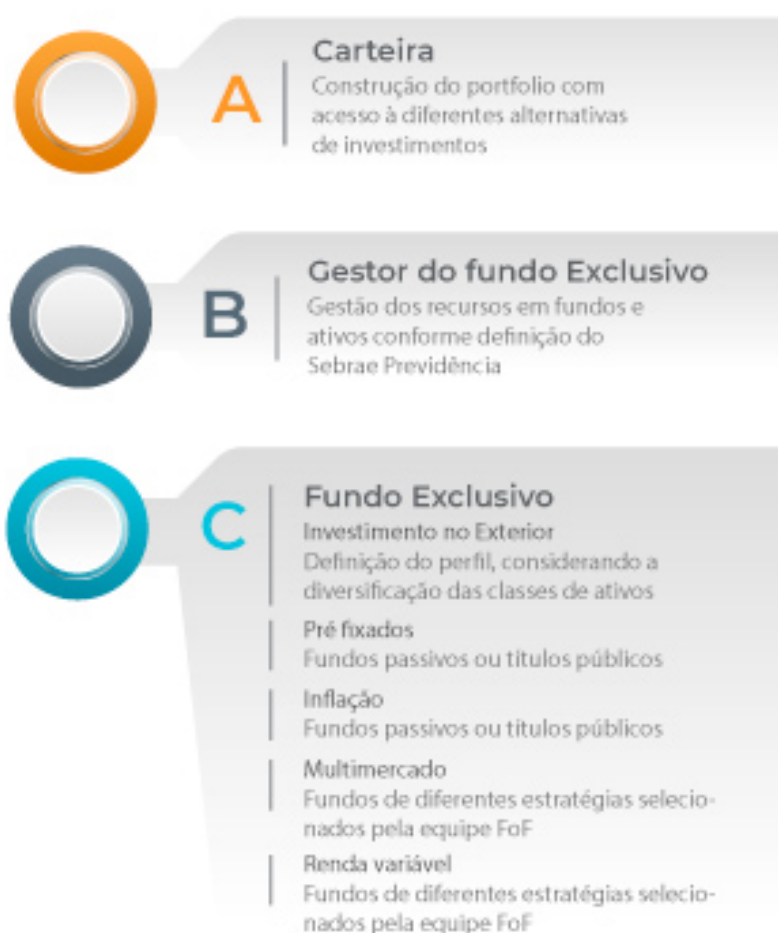 A
Carteira
Construção do portfolio com
acesso à diferentes alternativas
de investimentos
B
Gestor do fundo Exclusivo
Gestão dos recursos em fundos e
ativos conforme definição do
Sebrae Previdência
C
Fundo Exclusivo
Investimento no Exterior
Definição do perfil, considerando a
diversificação das classes de ativos
Pré fixados
Fundos passivos ou títulos públicos
Inflação
Fundos passivos ou títulos públicos
Multimercado
Fundos de diferentes estratégias selecio-
nados pela equipe FoF
Renda variável
Fundos de diferentes estratégias selecio-
nados pela equipe FoF